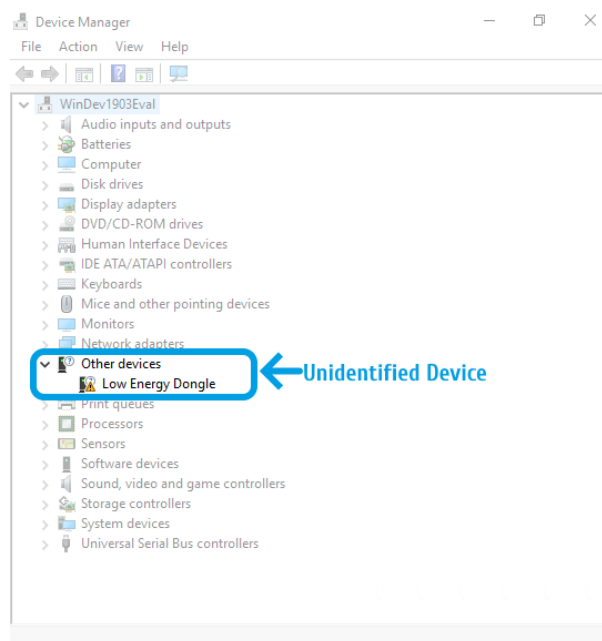 Device Manager
File Action View Help
WinDev1903Eval
Audio inputs and outputs
Batteries
Computer
Disk drives
Display adapters
DVD/CD-ROM drives
Human Interface Devices
IDE ATA/ATAPI controllers
Keyboards
Mice and other pointing devices
Monitors
Network adapters
Other devices
Unidentified Device
Low Energy Dongle
Print queues
Processors
Sensors
Software devices
Sound, video and game controllers
Storage controllers
System devices
Universal Serial Bus controllers